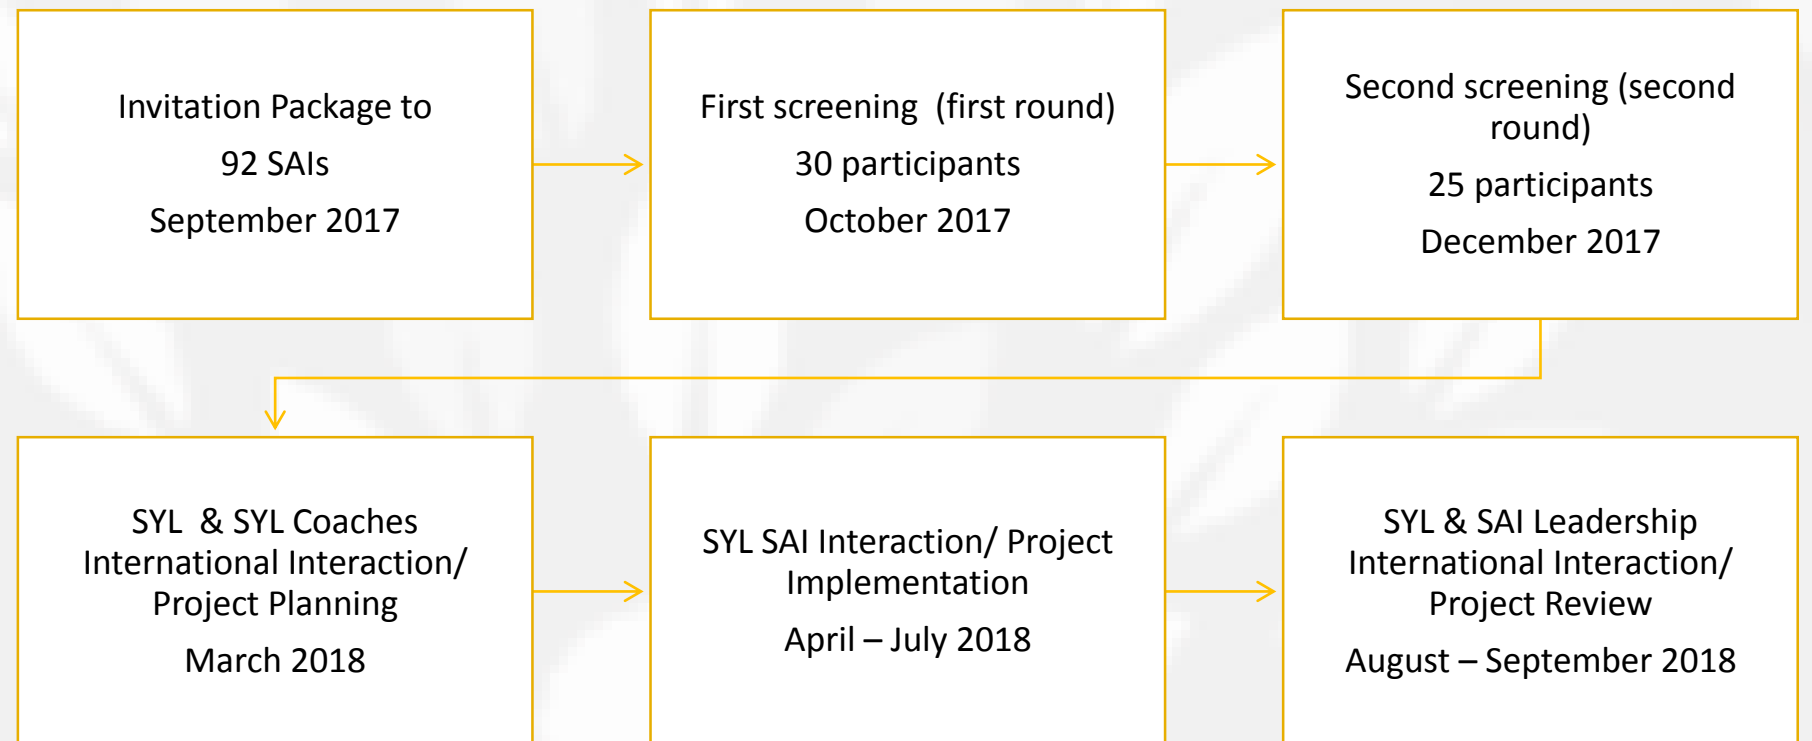 Invitation Package to
92 SAIs
September 2017
First screening  (first round)
30 participants
October 2017
Second screening (second
round)
25 participants
December 2017
SYL  & SYL Coaches
International Interaction/
Project Planning
March 2018
SYL SAI Interaction/ Project
Implementation
April – July 2018
SYL & SAI Leadership
International Interaction/
Project Review
August – September 2018